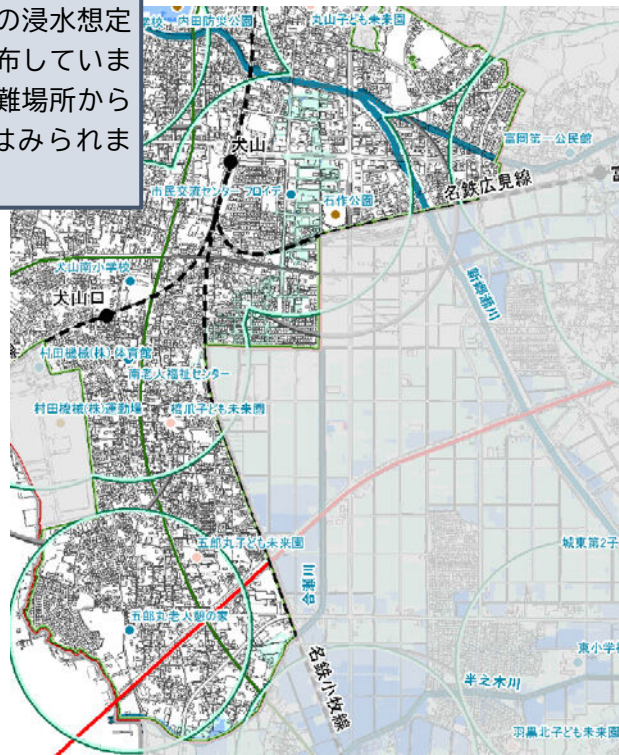 の浸水想定
布していま
難場所から
はみられま
学校
内田防災公園
丸山子ども未来園
富岡第一公民館
犬山
富
名鉄広見線
市民交流センター フロイデ
石作公園
犬山南小学校
犬山口
新郷瀬川
村田機械(株)体育館
南老人福祉センター
村田機械(株)運動場
橋爪子ども未来園
五郎丸子ども未来園
城東第2子
合瀬川
五郎丸老人憩の家
名鉄小牧線
東小学校
半之木川
羽黒北子ども未来園